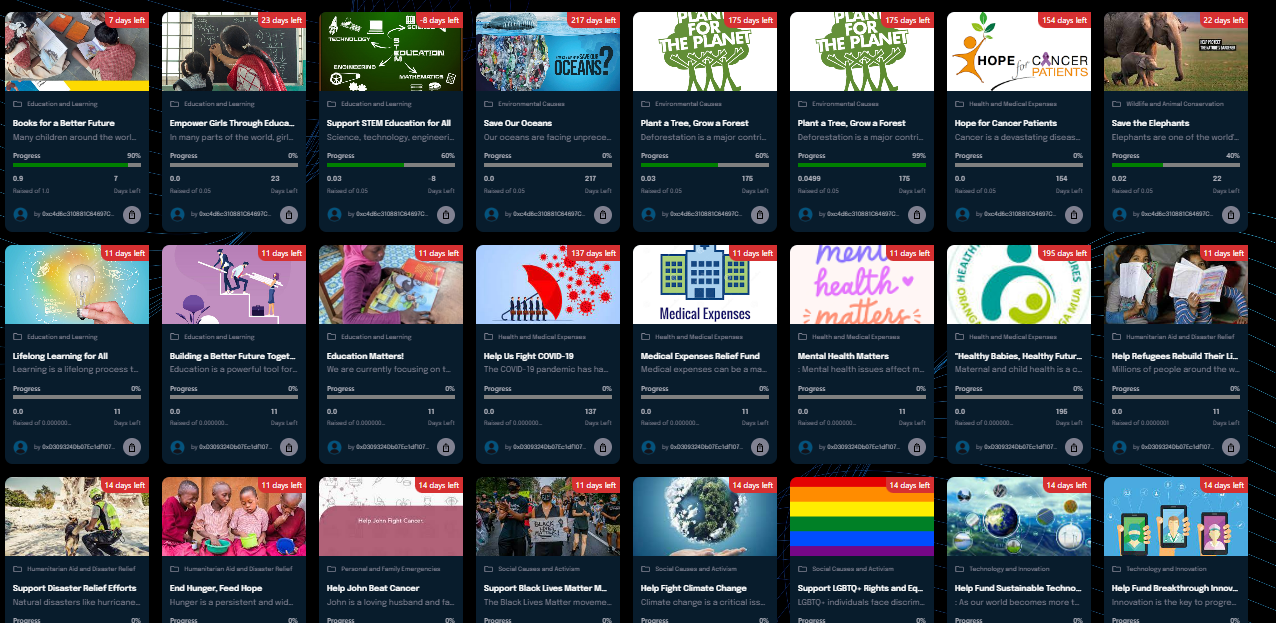 7 days left
23 days left
-8 days left
217 days left
175 days left
175 days left
154 days left
22 days left
TECHNOLOGY
SCIENCE
STEM
EDUCATION
ENGINEERING
MATHEMATICS
OCEANS?
PLANT
FOR
THE PLANET
PLANT
FOR
THE PLANET
HOPE for CANCER
PATIENTS
Education and Learning
Education and Learning
Education and Learning
Environmental Causes
Environmental Causes
Environmental Causes
Health and Medical Expenses
Wildlife and Animal Conservation
Books for a Better Future
Empower Girls Through Educa...
Support STEM Education for All
Save Our Oceans
Plant a Tree, Grow a Forest
Plant a Tree, Grow a Forest
Hope for Cancer Patients
Save the Elephants
Many children around the worl...
In many parts of the world, girl...
Science, technology, engineeri...
Our oceans are facing unprece...
Deforestation is a major contri...
Deforestation is a major contri...
Cancer is a devastating diseas...
Elephants are one of the world'...
Progress 90%
Progress 0%
Progress 60%
Progress 0%
Progress 60%
Progress 99%
Progress 0%
Progress 40%
0.9 7
0.0 23
0.03 -8
0.0 217
0.03 175
0.0499 175
0.0 154
0.02 22
Raised of 1.0 Days Left
Raised of 0.05 Days Left
Raised of 0.05 Days Left
Raised of 0.05 Days Left
Raised of 0.05 Days Left
Raised of 0.05 Days Left
Raised of 0.05 Days Left
Raised of 0.05 Days Left
by 0xc4d6c310881C64697C...
by 0xc4d6c310881C64697C...
by 0xc4d6c310881C64697C...
by 0xc4d6c310881C64697C...
by 0xc4d6c310881C64697C...
by 0xc4d6c310881C64697C...
by 0xc4d6c310881C64697C...
by 0xc4d6c310881C64697C...
11 days left
11 days left
11 days left
137 days left
11 days left
11 days left
195 days left
11 days left
Medical Expenses
mental
health
matters
Education and Learning
Education and Learning
Education and Learning
Health and Medical Expenses
Health and Medical Expenses
Health and Medical Expenses
Health and Medical Expenses
Humanitarian Aid and Disaster Relief
Lifelong Learning for All
Building a Better Future Toget...
Education Matters!
Help Us Fight COVID-19
Medical Expenses Relief Fund
Mental Health Matters
"Healthy Babies, Healthy Futur...
Help Refugees Rebuild Their Li...
Learning is a lifelong process t...
Education is a powerful tool for...
We are currently focusing on t...
The COVID-19 pandemic has ha...
Medical expenses can be a ma...
: Mental health issues affect m...
Maternal and child health is a c...
Millions of people around the w...
Progress 0%
Progress 0%
Progress 0%
Progress 0%
Progress 0%
Progress 0%
Progress 0%
Progress 0%
0.0 11
0.0 11
0.0 11
0.0 137
0.0 11
0.0 11
0.0 195
0.0 11
Raised of 0.000000... Days Left
Raised of 0.000000... Days Left
Raised of 0.000000... Days Left
Raised of 0.000000... Days Left
Raised of 0.000000... Days Left
Raised of 0.000000... Days Left
Raised of 0.000000... Days Left
Raised of 0.0000001 Days Left
by 0x0309324Db07Ec1df107...
by 0x0309324Db07Ec1df107...
by 0x0309324Db07Ec1df107...
by 0x0309324Db07Ec1df107...
by 0x0309324Db07Ec1df107...
by 0x0309324Db07Ec1df107...
by 0x0309324Db07Ec1df107...
by 0x0309324Db07Ec1df107...
14 days left
11 days left
14 days left
11 days left
14 days left
14 days left
14 days left
14 days left
Help John Fight Cancer.
BLACK
Humanitarian Aid and Disaster Relief
Humanitarian Aid and Disaster Relief
Personal and Family Emergencies
Social Causes and Activism
Social Causes and Activism
Social Causes and Activism
Technology and Innovation
Technology and Innovation
Support Disaster Relief Efforts
End Hunger, Feed Hope
Help John Beat Cancer
Support Black Lives Matter M...
Help Fight Climate Change
Support LGBTQ+ Rights and Eq...
Help Fund Sustainable Techno...
Help Fund Breakthrough Innov...
Natural disasters like hurricane...
Hunger is a persistent and wid...
John is a loving husband and fa...
The Black Lives Matter moveme...
Climate change is a critical iss...
LGBTQ+ individuals face discrim...
: As our world becomes more t...
Innovation is the key to progre...
Progress 0%
Progress 0%
Progress 0%
Progress 0%
Progress 0%
Progress 0%
Progress 0%
Progress 0%